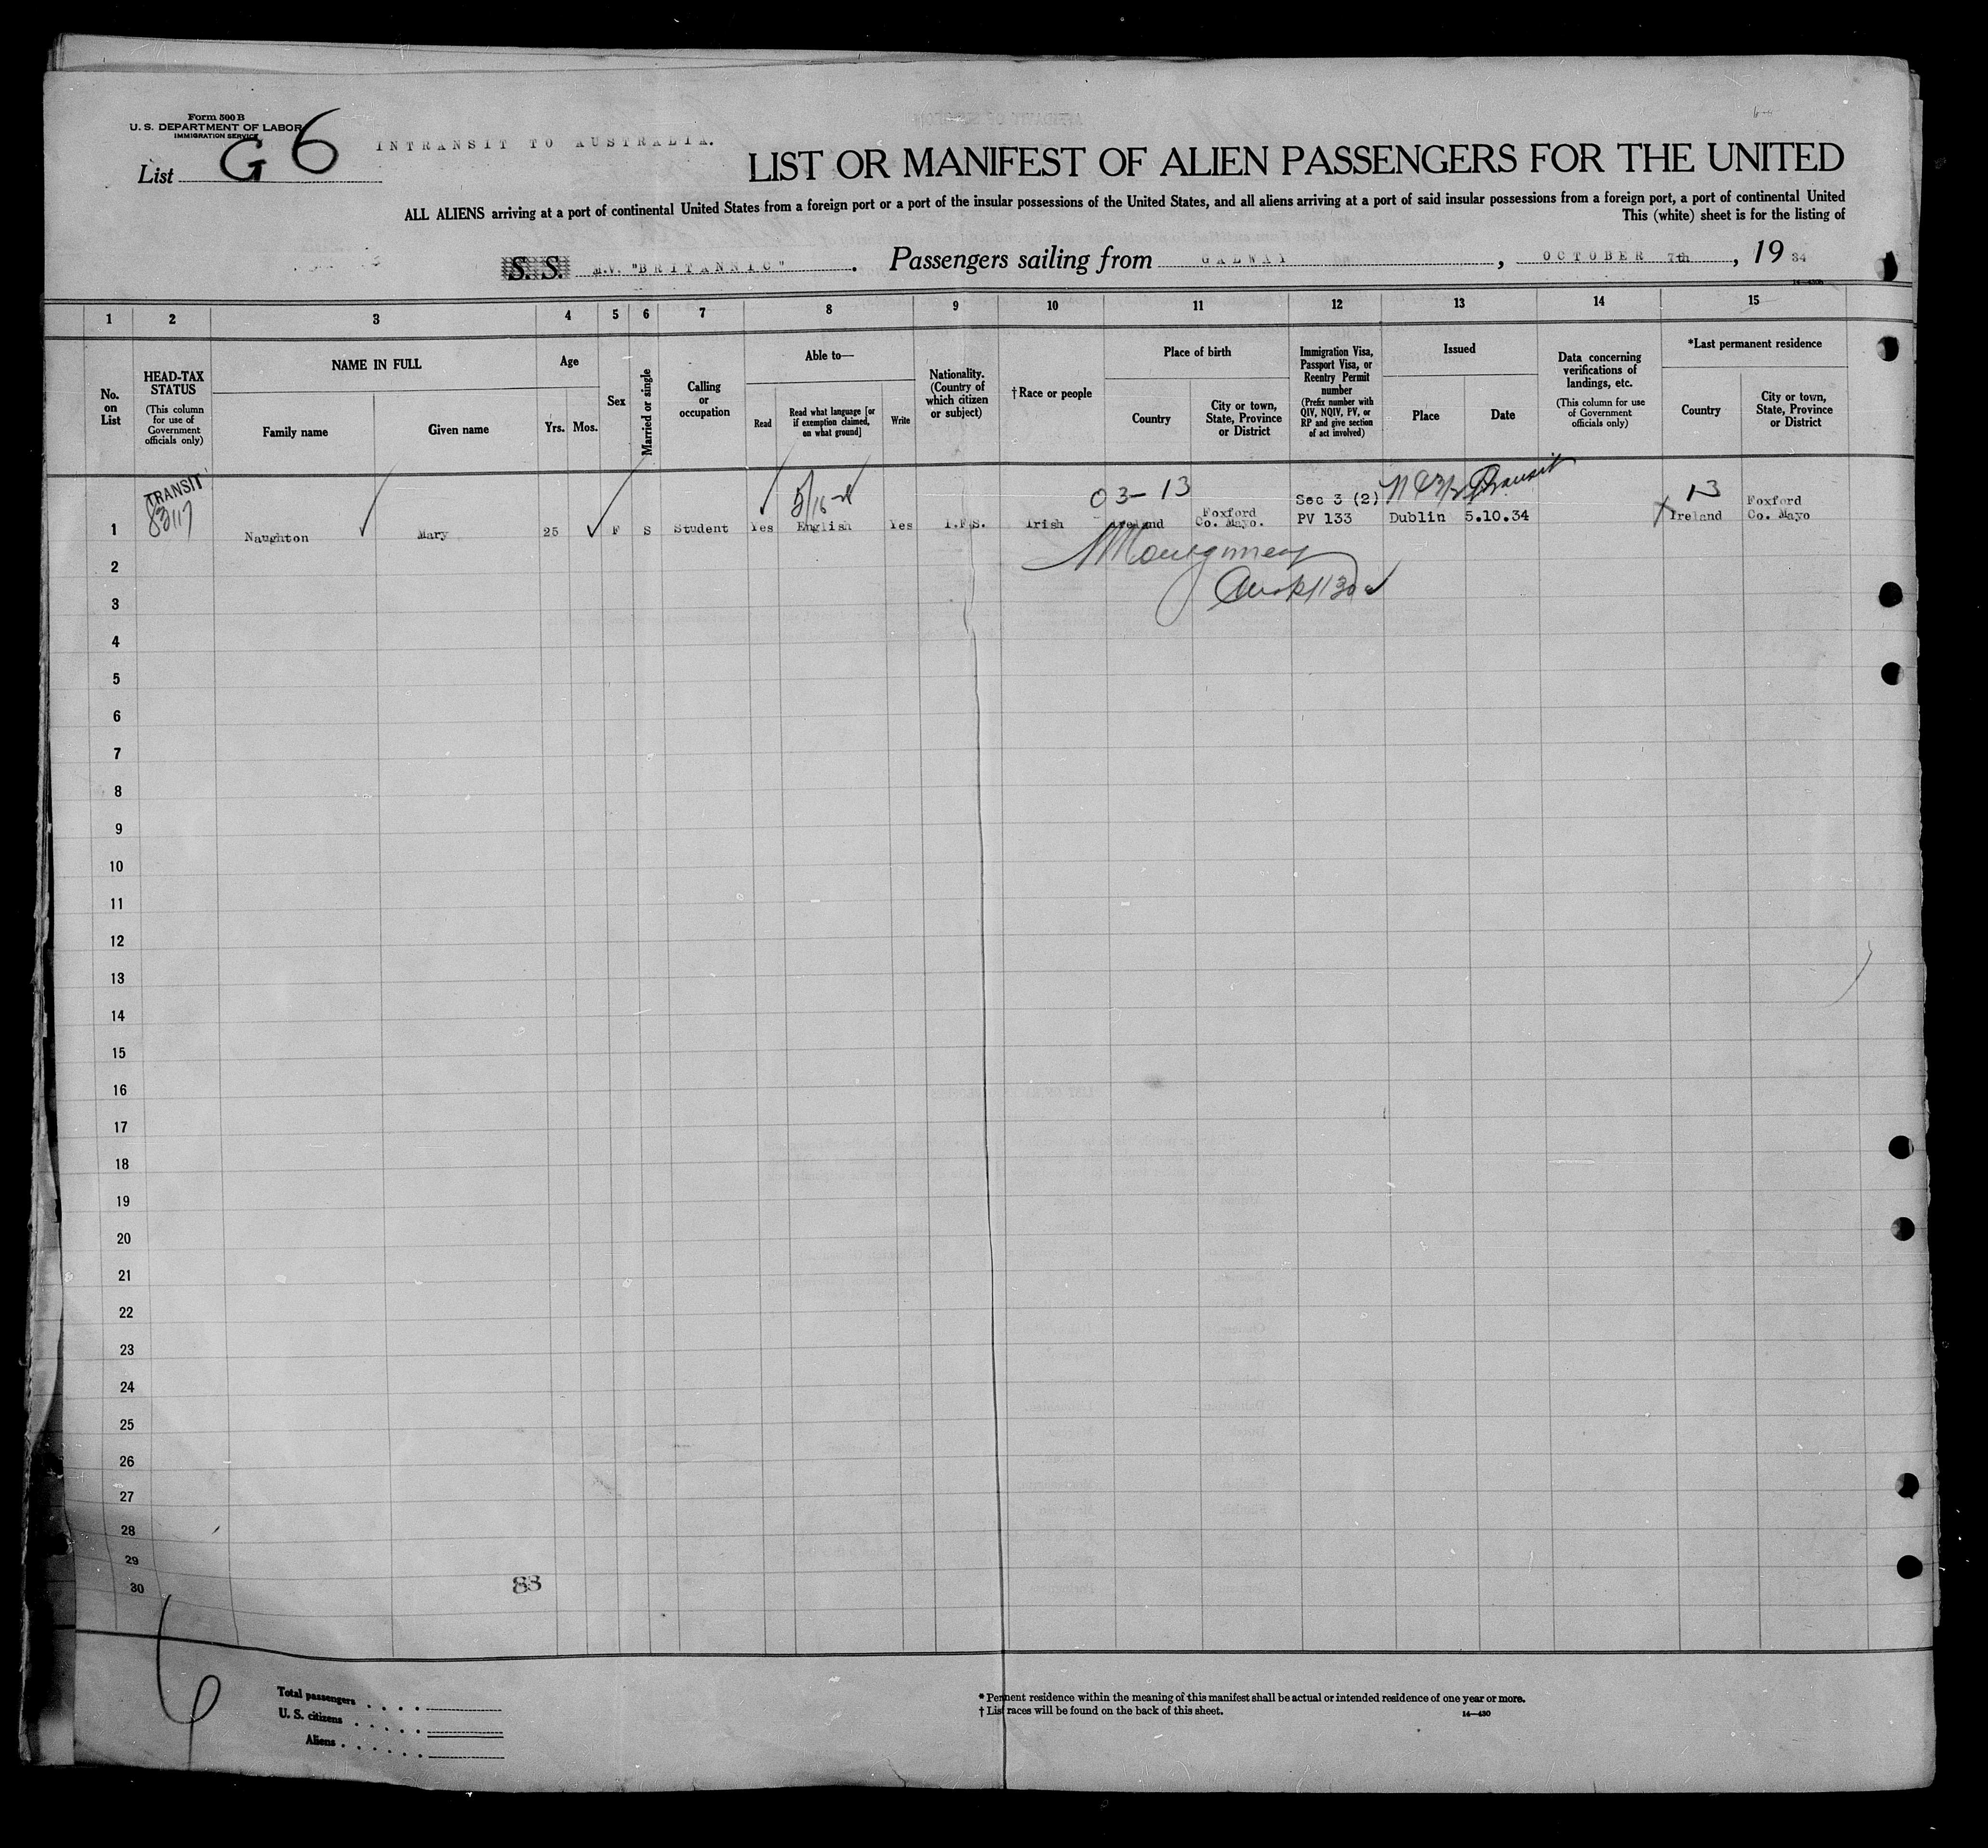 Form 500 B
U. S. DEPARTMENT OF LABOR
IMMIGRATION SERVICE
List G 6
INTRANSIT TO AUSTRALIA.
LIST OR MANIFEST OF ALIEN PASSENGERS FOR THE UNITED
ALL ALIENS arriving at a port of continental United States from a foreign port or a port of the insular possessions of the United States, and all aliens arriving at a port of said insular possessions from a foreign port, a port of continental United
This (white) sheet is for the listing of
S. S. M.V. "BRITANNIC". Passengers sailing from GALWAY, OCTOBER 7th, 19 34
1 2 3 4 5 6 7 8 9 10 11 12 13 14 15
No. on List
HEAD-TAX STATUS
(This column for use of Government officials only)
NAME IN FULL
Family name
Given name
Age
Yrs. Mos.
Sex
Married or single
Calling or occupation
Able to—
Read
Read what language [or if exemption claimed, on what ground]
Write
Nationality. (Country of which citizen or subject)
†Race or people
Place of birth
Country
City or town, State, Province or District
Immigration Visa, Passport Visa, or Reentry Permit number
(Prefix number with QIV, NQIV, PV, or RP and give section of act involved)
Issued
Place
Date
Data concerning verifications of landings, etc.
(This column for use of Government officials only)
*Last permanent residence
Country
City or town, State, Province or District
TRANSIT
03-13
Sec 3 (2)
Transit
13
1 Naughton Mary 25 F S Student Yes English Yes I.F.S. Irish Ireland Foxford Co. Mayo. PV 133 Dublin 5.10.34 Ireland Foxford Co. Mayo
Montgomery
2
3
4
5
6
7
8
9
10
11
12
13
14
15
16
17
18
19
20
21
22
23
24
25
26
27
28
29
30
83
6
Total passengers
U. S. citizens
Aliens
* Perment residence within the meaning of this manifest shall be actual or intended residence of one year or more.
† List races will be found on the back of this sheet.
14—430